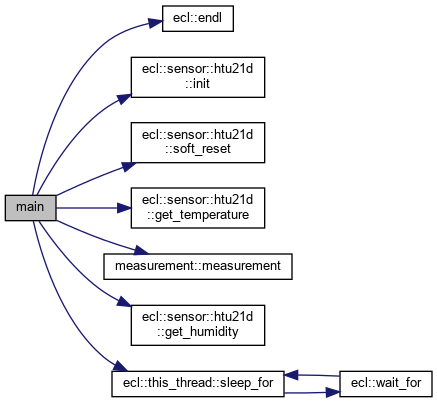 ecl::endl
ecl::sensor::htu21d
::init
ecl::sensor::htu21d
::soft_reset
main
ecl::sensor::htu21d
::get_temperature
measurement::measurement
ecl::sensor::htu21d
::get_humidity
ecl::this_thread::sleep_for
ecl::wait_for